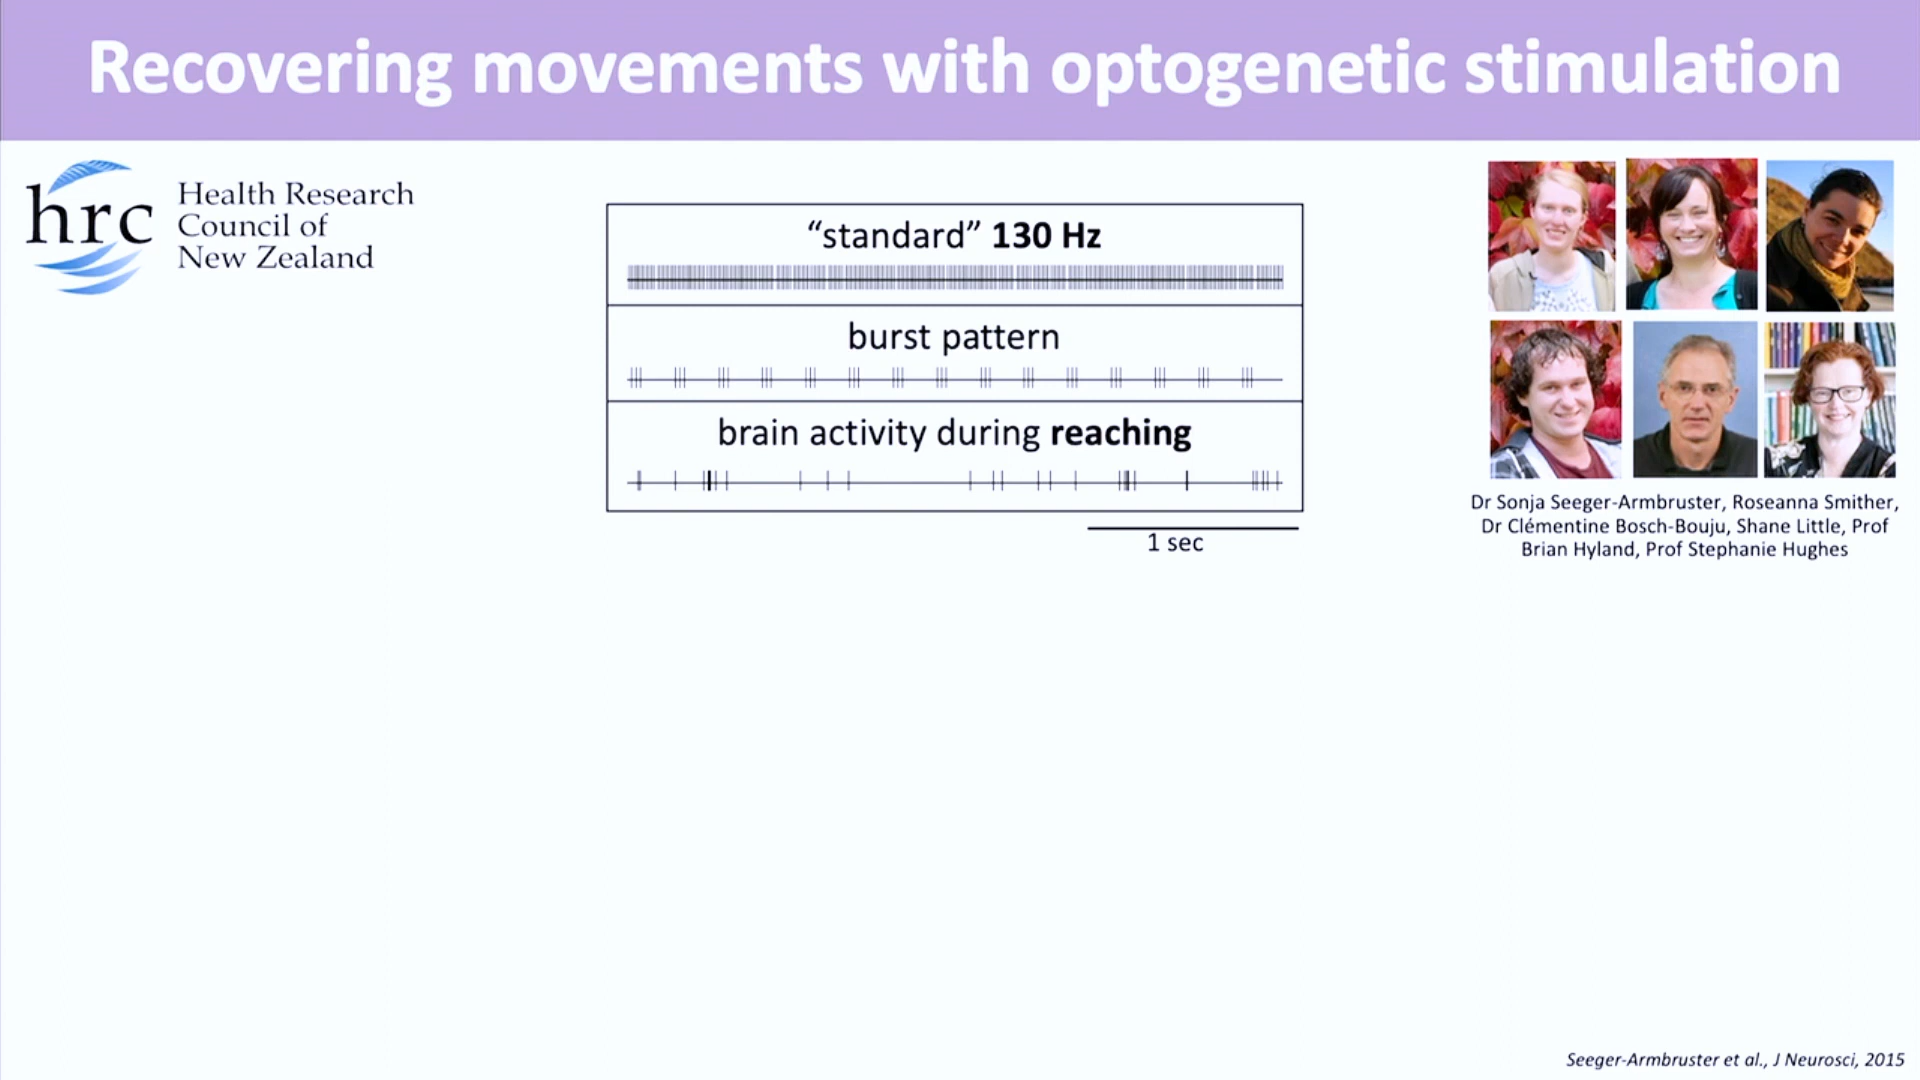 Recovering movements with optogenetic stimulation
hrc
Health Research
Council of
New Zealand
“standard” 130 Hz
burst pattern
brain activity during reaching
1 sec
Dr Sonja Seeger-Armbruster, Roseanna Smither,
Dr Clémentine Bosch-Bouju, Shane Little, Prof
Brian Hyland, Prof Stephanie Hughes
Seeger-Armbruster et al., J Neurosci, 2015